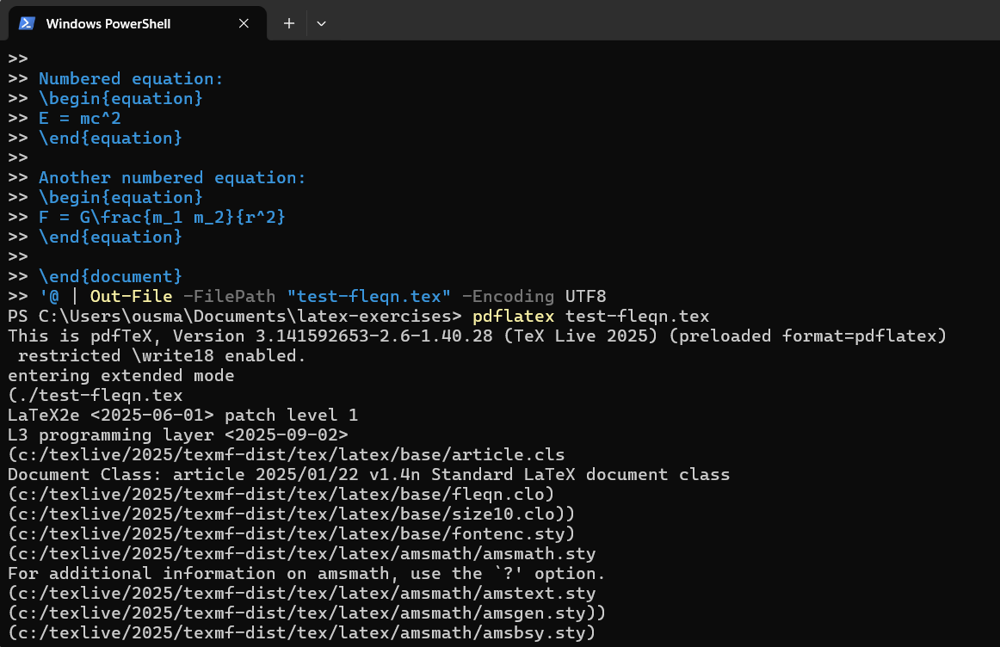 Windows PowerShell
>>
>> Numbered equation:
>> \begin{equation}
>> E = mc^2
>> \end{equation}
>>
>> Another numbered equation:
>> \begin{equation}
>> F = G\frac{m_1 m_2}{r^2}
>> \end{equation}
>>
>> \end{document}
>> '@ | Out-File -FilePath "test-fleqn.tex" -Encoding UTF8
PS C:\Users\ousma\Documents\latex-exercises> pdflatex test-fleqn.tex
This is pdfTeX, Version 3.141592653-2.6-1.40.28 (TeX Live 2025) (preloaded format=pdflatex)
 restricted \write18 enabled.
entering extended mode
(./test-fleqn.tex
LaTeX2e <2025-06-01> patch level 1
L3 programming layer <2025-09-02>
(c:/texlive/2025/texmf-dist/tex/latex/base/article.cls
Document Class: article 2025/01/22 v1.4n Standard LaTeX document class
(c:/texlive/2025/texmf-dist/tex/latex/base/fleqn.clo)
(c:/texlive/2025/texmf-dist/tex/latex/base/size10.clo))
(c:/texlive/2025/texmf-dist/tex/latex/base/fontenc.sty)
(c:/texlive/2025/texmf-dist/tex/latex/amsmath/amsmath.sty
For additional information on amsmath, use the `?' option.
(c:/texlive/2025/texmf-dist/tex/latex/amsmath/amstext.sty
(c:/texlive/2025/texmf-dist/tex/latex/amsmath/amsgen.sty))
(c:/texlive/2025/texmf-dist/tex/latex/amsmath/amsbsy.sty)